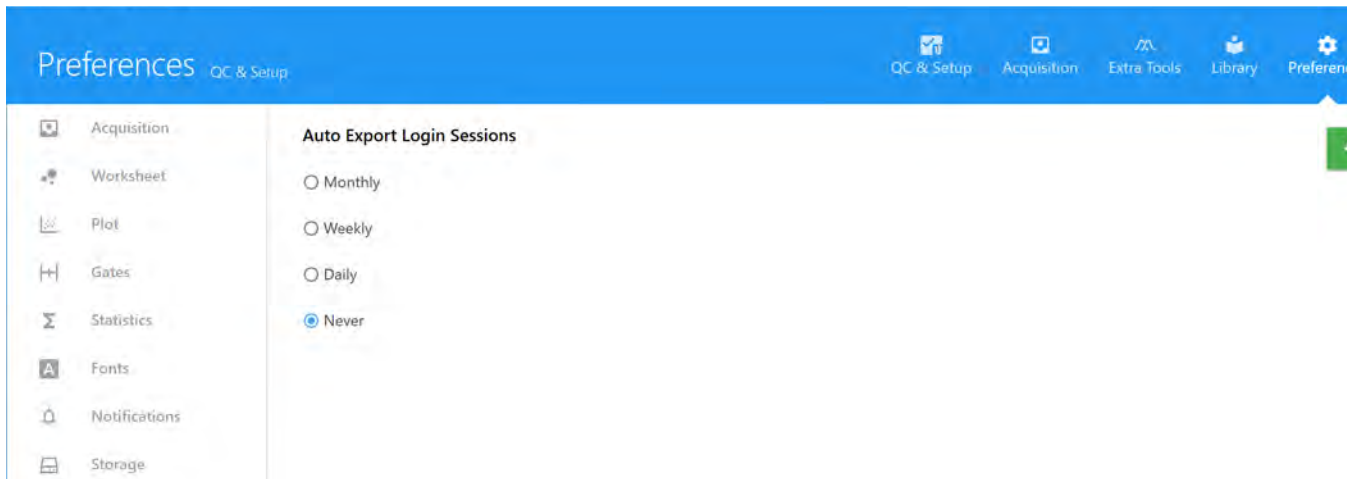 Preferences QC & Setup
QC & Setup
Acquisition
Extra Tools
Library
Preferenc
Acquisition
Worksheet
Plot
Gates
Statistics
Fonts
Notifications
Storage
Auto Export Login Sessions
Monthly
Weekly
Daily
Never